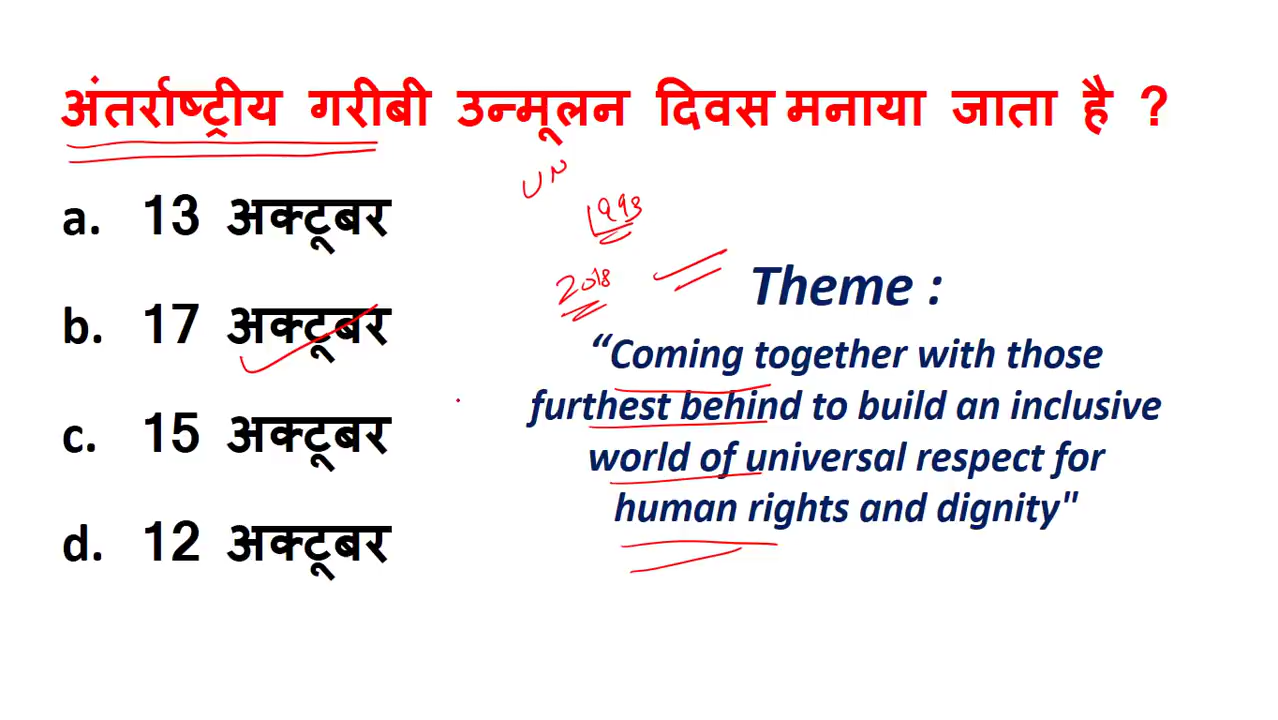 अंतर्राष्ट्रीय गरीबी उन्मूलन दिवस मनाया जाता है ?
UN
1993
2018
a. 13 अक्टूबर
b. 17 अक्टूबर
c. 15 अक्टूबर
d. 12 अक्टूबर
Theme :
“Coming together with those
furthest behind to build an inclusive
world of universal respect for
human rights and dignity"